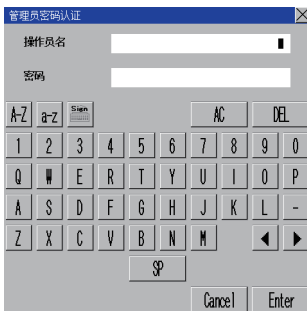 管理员密码认证
操作员名
密码
A-Z a-z Sign AC DEL
1 2 3 4 5 6 7 8 9 0
Q W E R T Y U I O P
A S D F G H J K L -
Z X C V B N M
SP
Cancel Enter